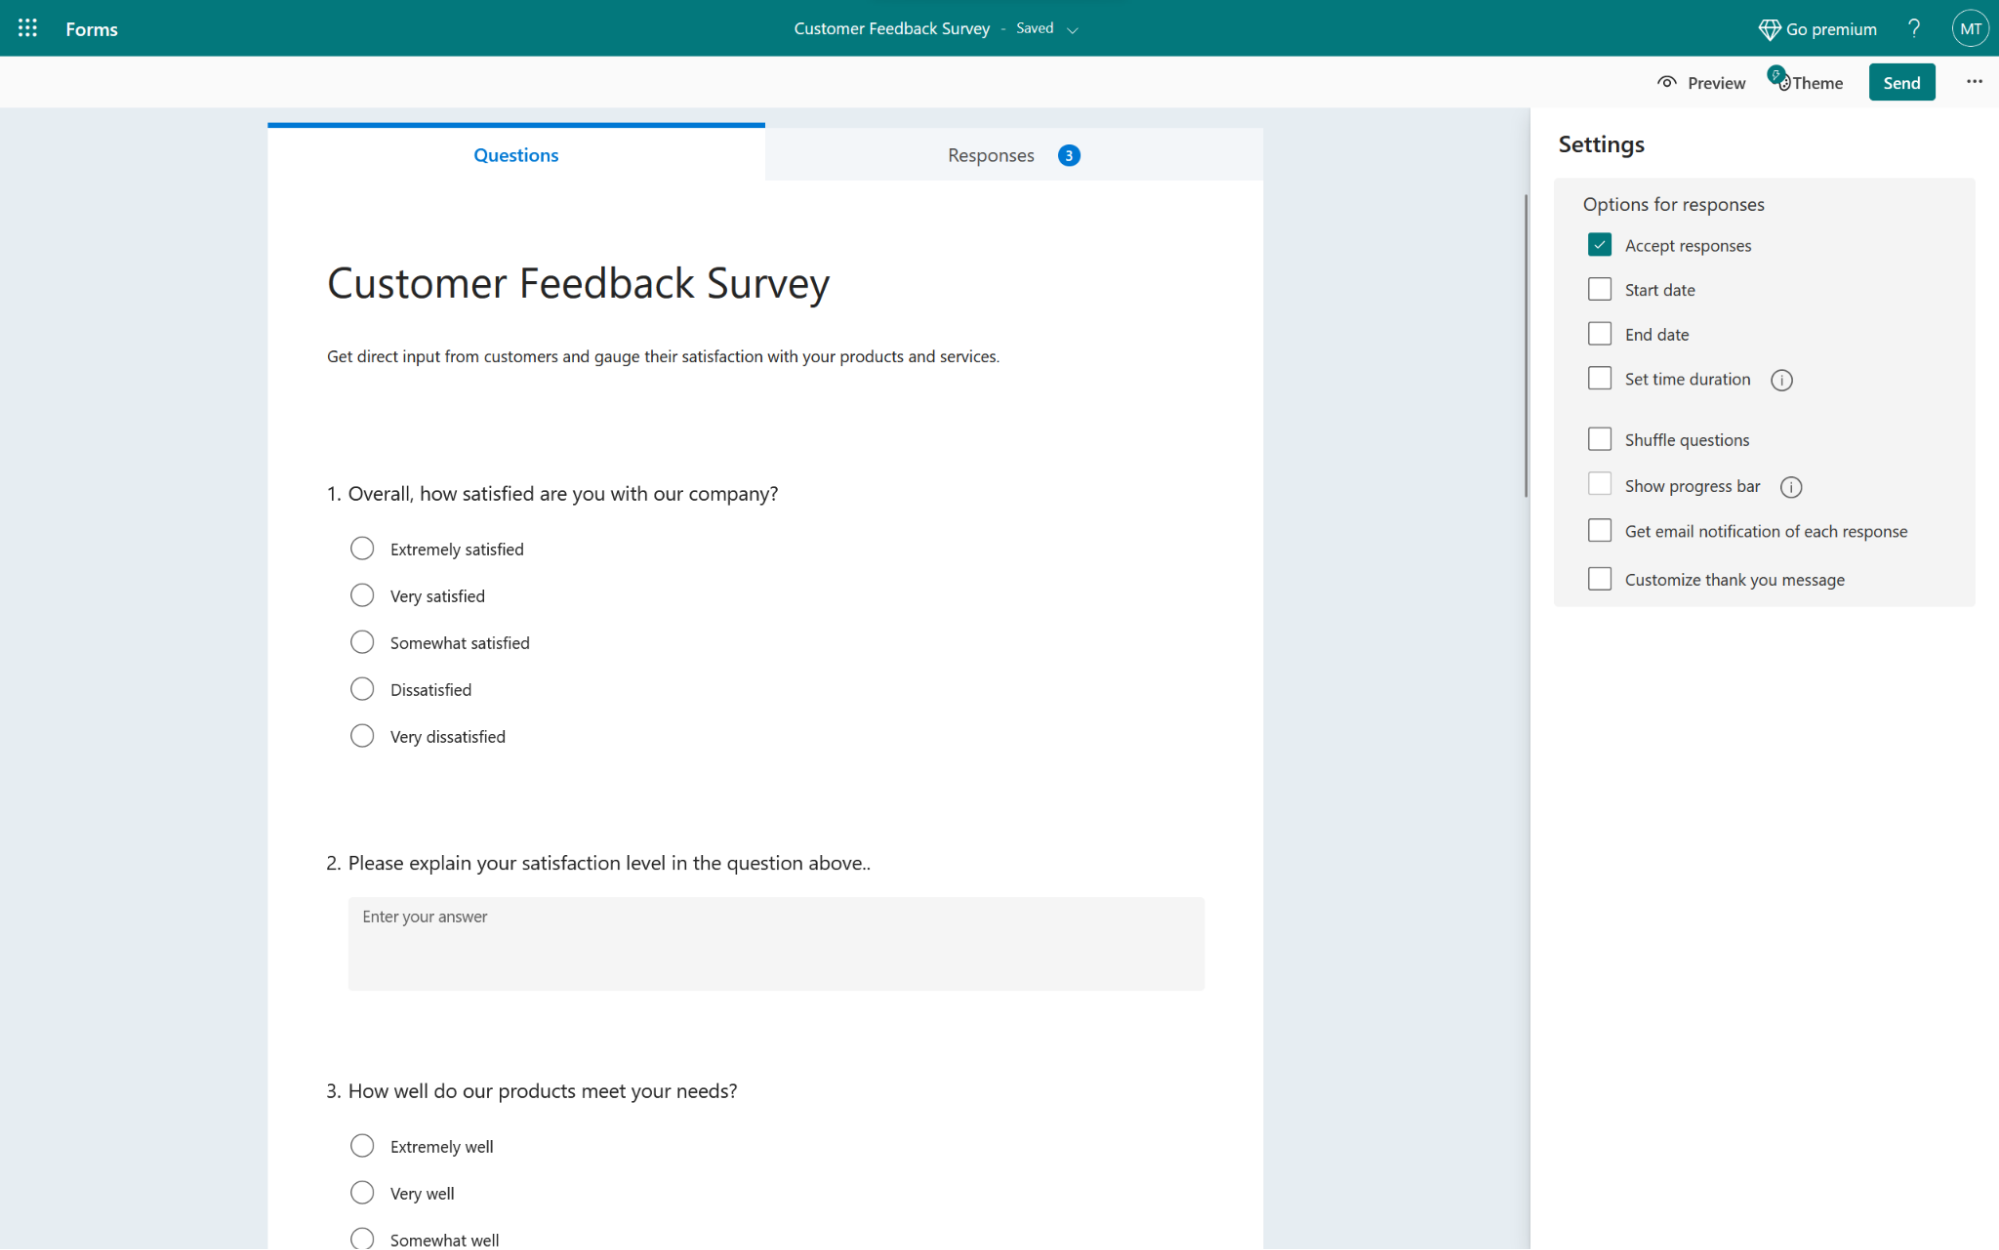 Forms
Customer Feedback Survey - Saved
Go premium ? MT
Preview Theme Send ...
Questions
Responses 3
Customer Feedback Survey
Get direct input from customers and gauge their satisfaction with your products and services.
1. Overall, how satisfied are you with our company?
Extremely satisfied
Very satisfied
Somewhat satisfied
Dissatisfied
Very dissatisfied
2. Please explain your satisfaction level in the question above..
Enter your answer
3. How well do our products meet your needs?
Extremely well
Very well
Somewhat well
Settings
Options for responses
Accept responses
Start date
End date
Set time duration
Shuffle questions
Show progress bar
Get email notification of each response
Customize thank you message